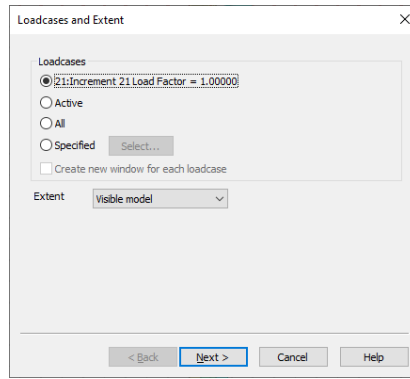 Loadcases and Extent
Loadcases
21:Increment 21 Load Factor = 1.00000
Active
All
Specified Select...
Create new window for each loadcase
Extent Visible model
< Back Next > Cancel Help